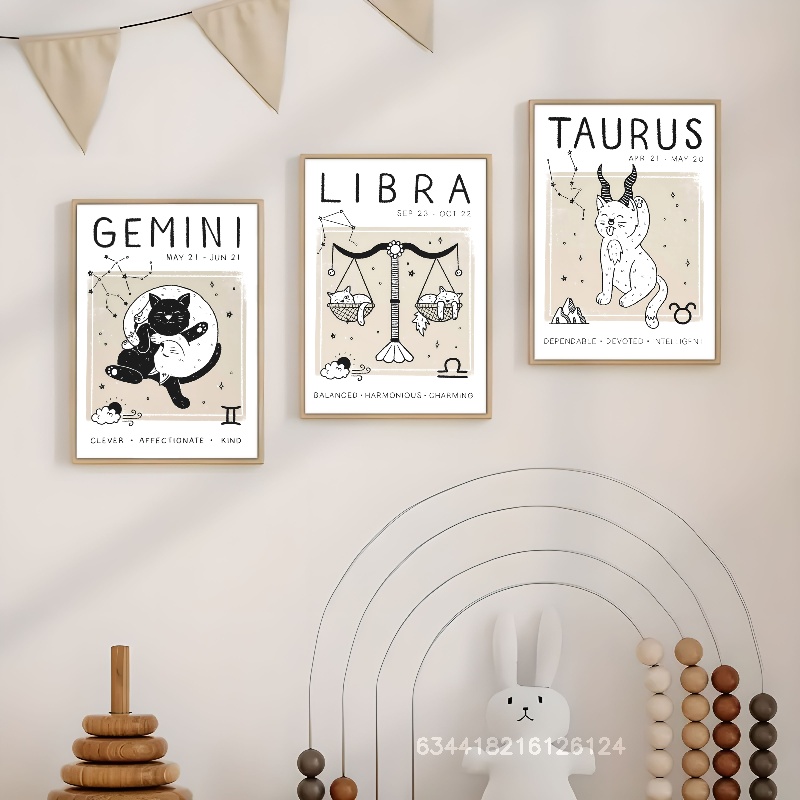 GEMINI
MAY 21 - JUN 21
CLEVER • AFFECTIONATE • KIND
LIBRA
SEP 23 - OCT 22
BALANCED • HARMONIOUS • CHARMING
TAURUS
APR 21 - MAY 20
DEPENDABLE • DEVOTED • INTELLIGENT
634418216126124